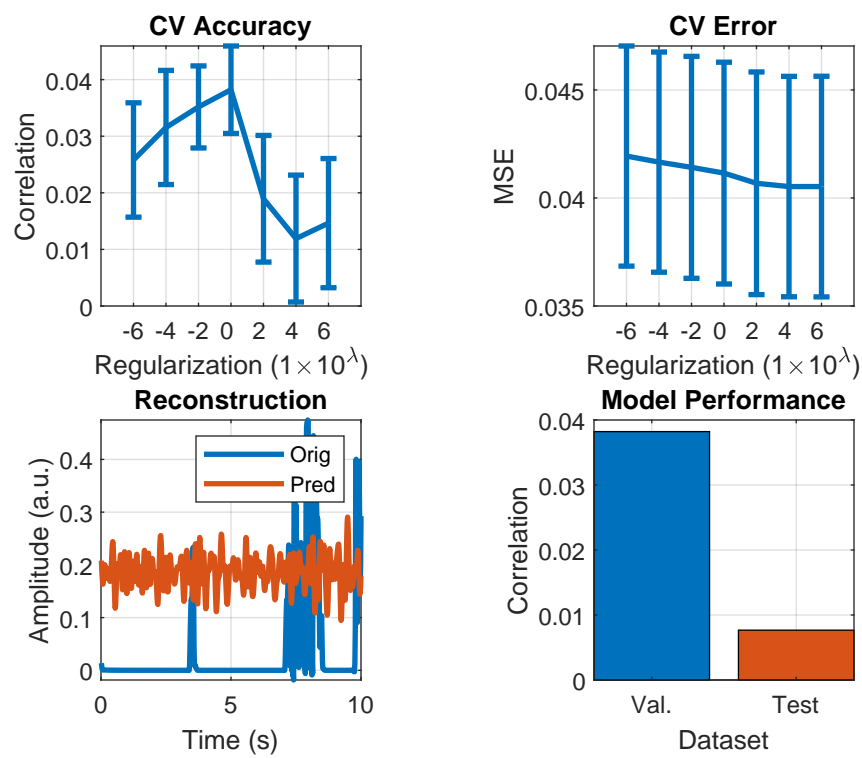 CV Accuracy
0.04
0.03
0.02
0.01
0
Correlation
-6 -4 -2 0 2 4 6
Regularization (1×10^λ)
CV Error
0.045
0.04
0.035
MSE
-6 -4 -2 0 2 4 6
Regularization (1×10^λ)
Reconstruction
Orig
Pred
0.4
0.3
0.2
0.1
0
Amplitude (a.u.)
0 5 10
Time (s)
Model Performance
0.04
0.03
0.02
0.01
0
Correlation
Val. Test
Dataset